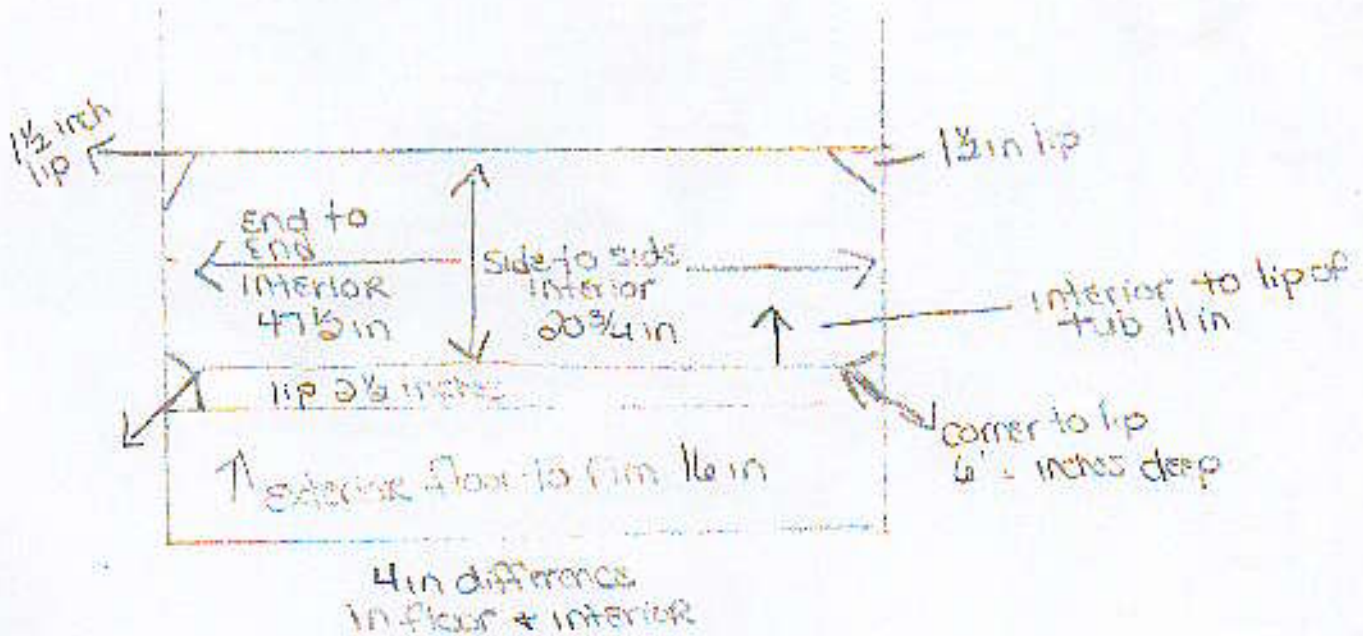 1½ inch
lip
1½ in lip
End to
End
interior
47½ in
Side to side
interior
20¾ in
interior to lip of
tub 11 in
lip 2½ inches
corner to lip
6 inches deep
exterior floor to rim 16 in
4 in difference
in floor + interior